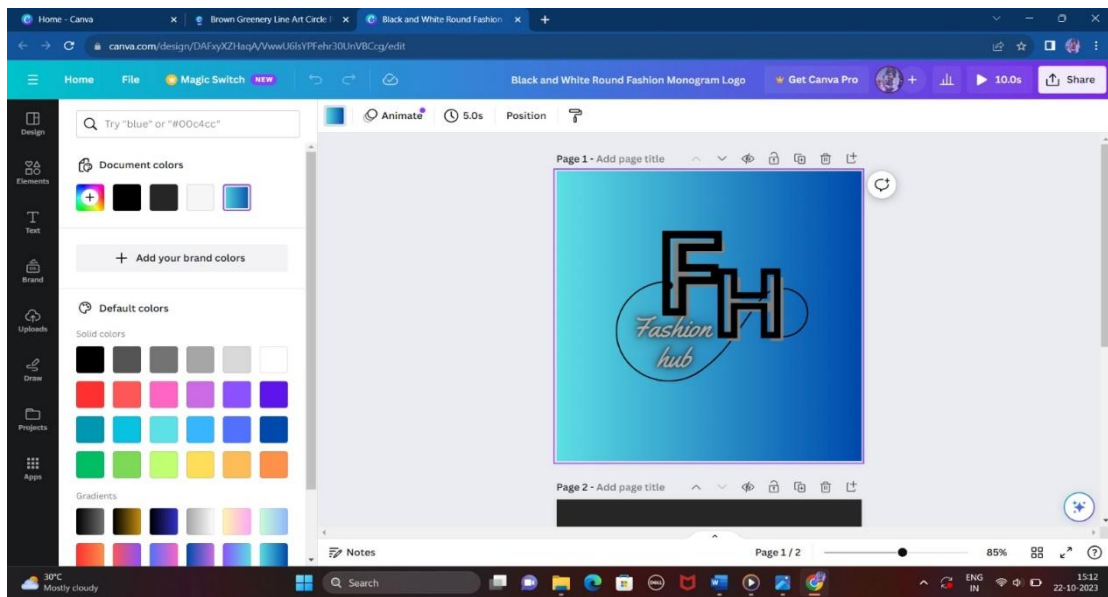 Home - Canva
Brown Greenery Line Art Circle
Black and White Round Fashion
canva.com/design/DAFxyXZHaqA/VwwU6lsYPFehr30UnVBCcg/edit
Home File Magic Switch NEW Black and White Round Fashion Monogram Logo Get Canva Pro 10.0s Share
Design
Elements
Text
Brand
Uploads
Draw
Projects
Apps
Try "blue" or "#00c4cc"
Document colors
+ Add your brand colors
Default colors
Solid colors
Gradients
Animate 5.0s Position
Page 1 - Add page title
FH
Fashion
hub
Page 2 - Add page title
Notes Page 1 / 2 85%
30°C
Mostly cloudy
Search
ENG
IN
15:12
22-10-2023